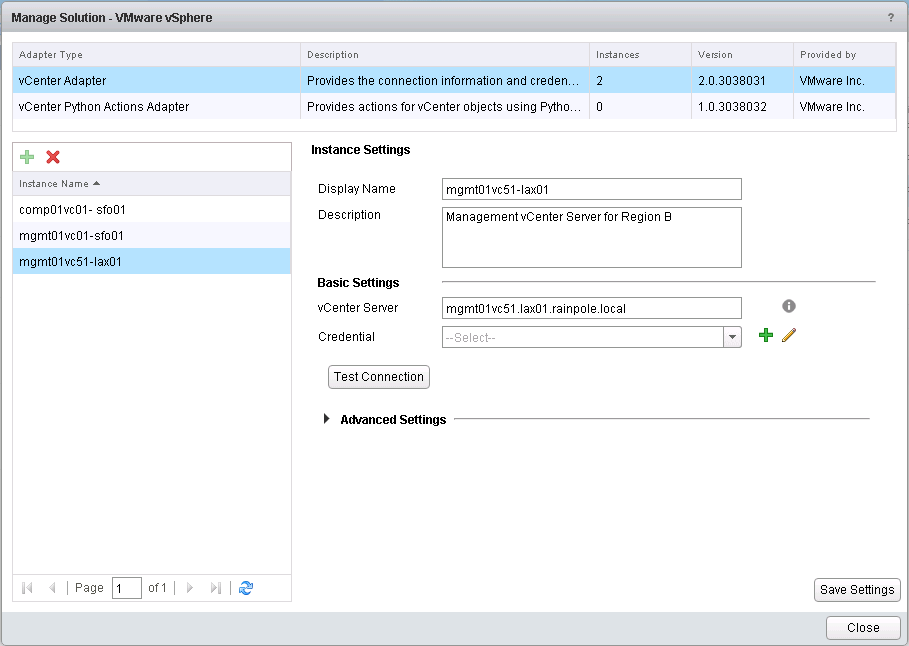 Manage Solution - VMware vSphere ?
Adapter Type Description Instances Version Provided by
vCenter Adapter Provides the connection information and creden... 2 2.0.3038031 VMware Inc.
vCenter Python Actions Adapter Provides actions for vCenter objects using Pytho... 0 1.0.3038032 VMware Inc.
Instance Name
comp01vc01- sfo01
mgmt01vc01-sfo01
mgmt01vc51-lax01
Page 1 of 1
Instance Settings
Display Name mgmt01vc51-lax01
Description Management vCenter Server for Region B
Basic Settings
vCenter Server mgmt01vc51.lax01.rainpole.local
Credential --Select--
Test Connection
Advanced Settings
Save Settings
Close